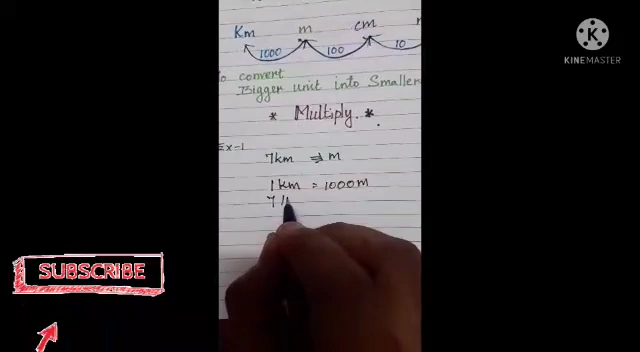 Km m cm
1000 100 10
To convert
Bigger unit into Smaller
* Multiply. *
Ex-1
7km ⇒ m
1km = 1000m
7
SUBSCRIBE
KINEMASTER